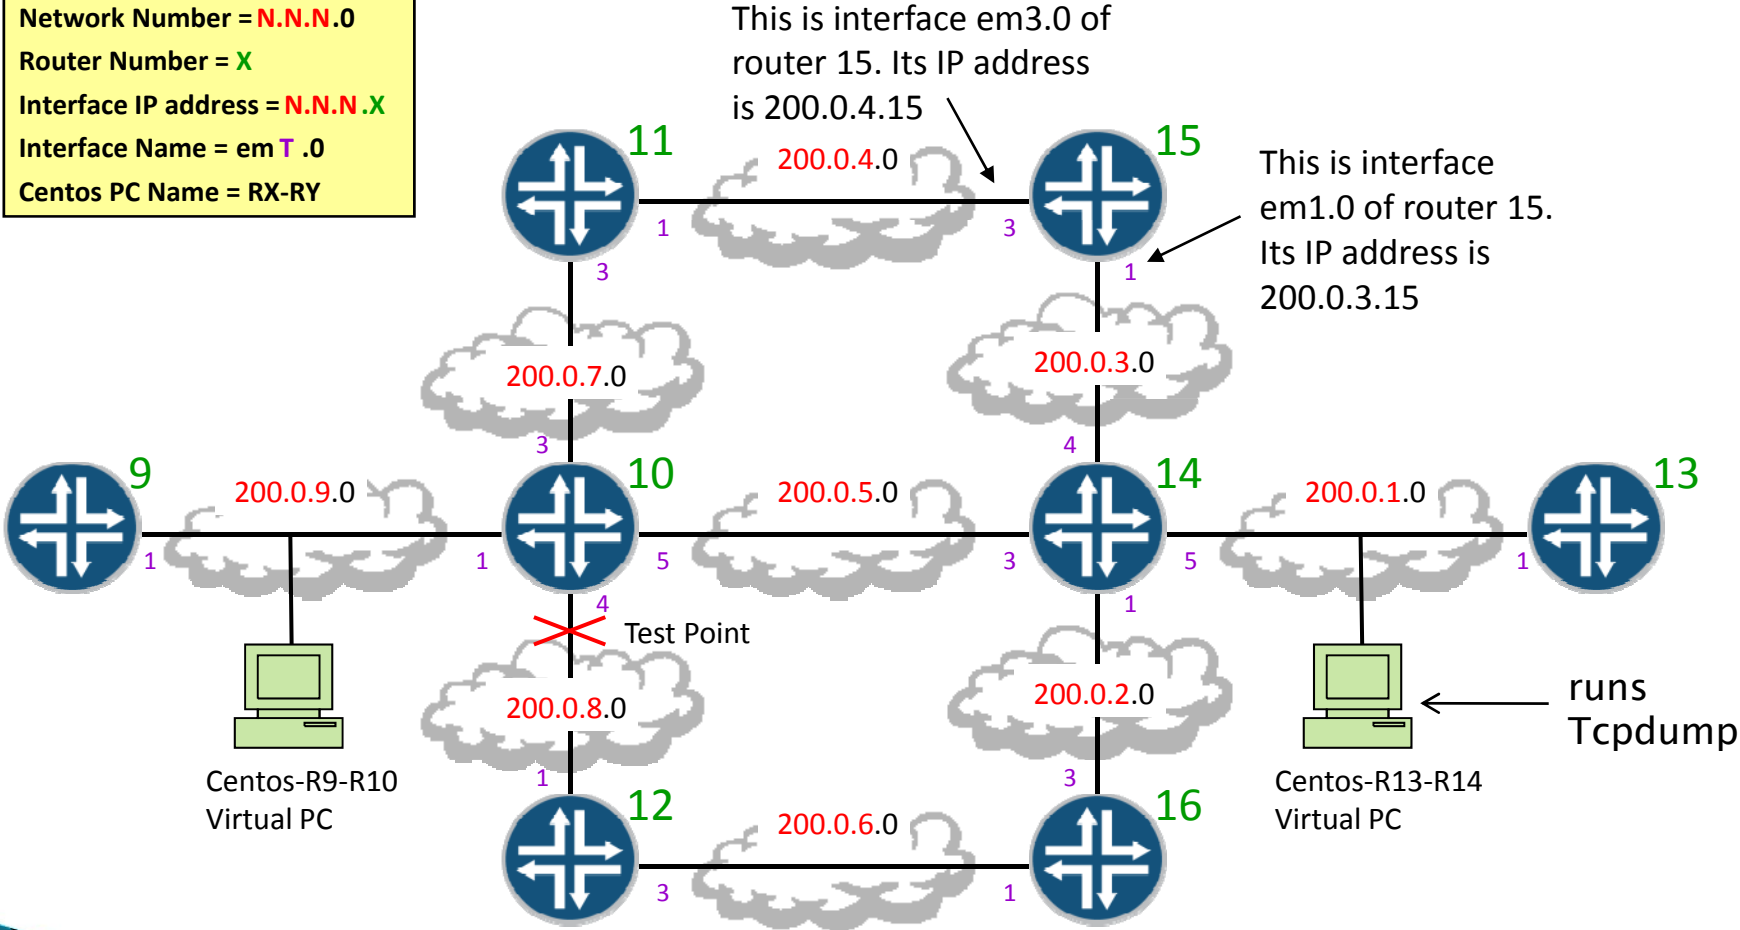 Network Number = N.N.N.0
Router Number = X
Interface IP address = N.N.N.X
Interface Name = em T .0
Centos PC Name = RX-RY
This is interface em3.0 of
router 15. Its IP address
is 200.0.4.15
11
200.0.4.0
15
This is interface
em1.0 of router 15.
Its IP address is
200.0.3.15
1
3
3
1
200.0.7.0
200.0.3.0
3
4
9
200.0.9.0
10
200.0.5.0
14
200.0.1.0
13
1
1
5
3
5
1
4
1
Test Point
200.0.8.0
200.0.2.0
runs
Tcpdump
Centos-R9-R10
Virtual PC
1
3
Centos-R13-R14
Virtual PC
12
200.0.6.0
16
3
1